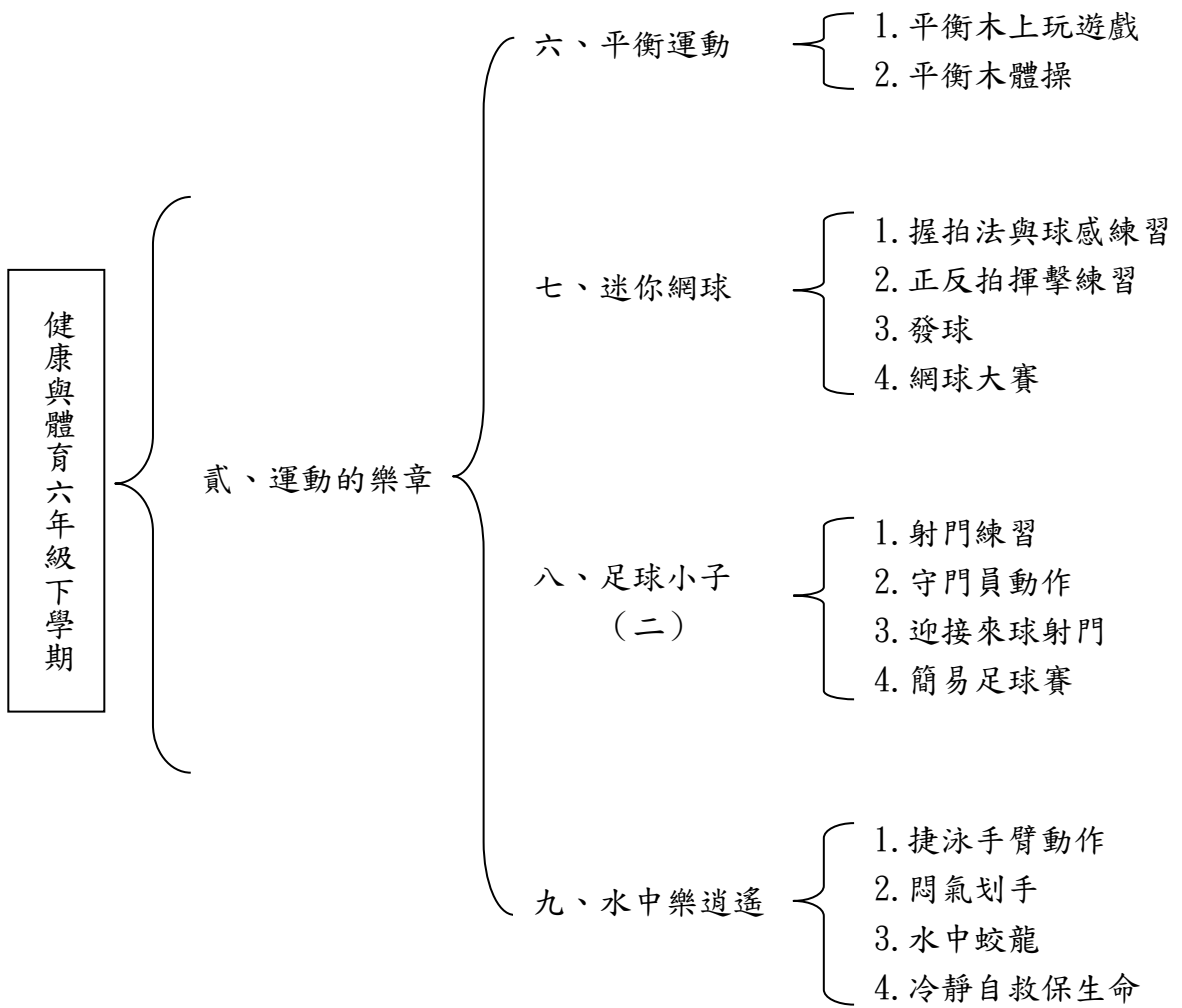 健康與體育六年級下學期
貳、運動的樂章
六、平衡運動
1.平衡木上玩遊戲
2.平衡木體操
七、迷你網球
1.握拍法與球感練習
2.正反拍揮擊練習
3.發球
4.網球大賽
八、足球小子
（二）
1.射門練習
2.守門員動作
3.迎接來球射門
4.簡易足球賽
九、水中樂逍遙
1.捷泳手臂動作
2.悶氣划手
3.水中蛟龍
4.冷靜自救保生命